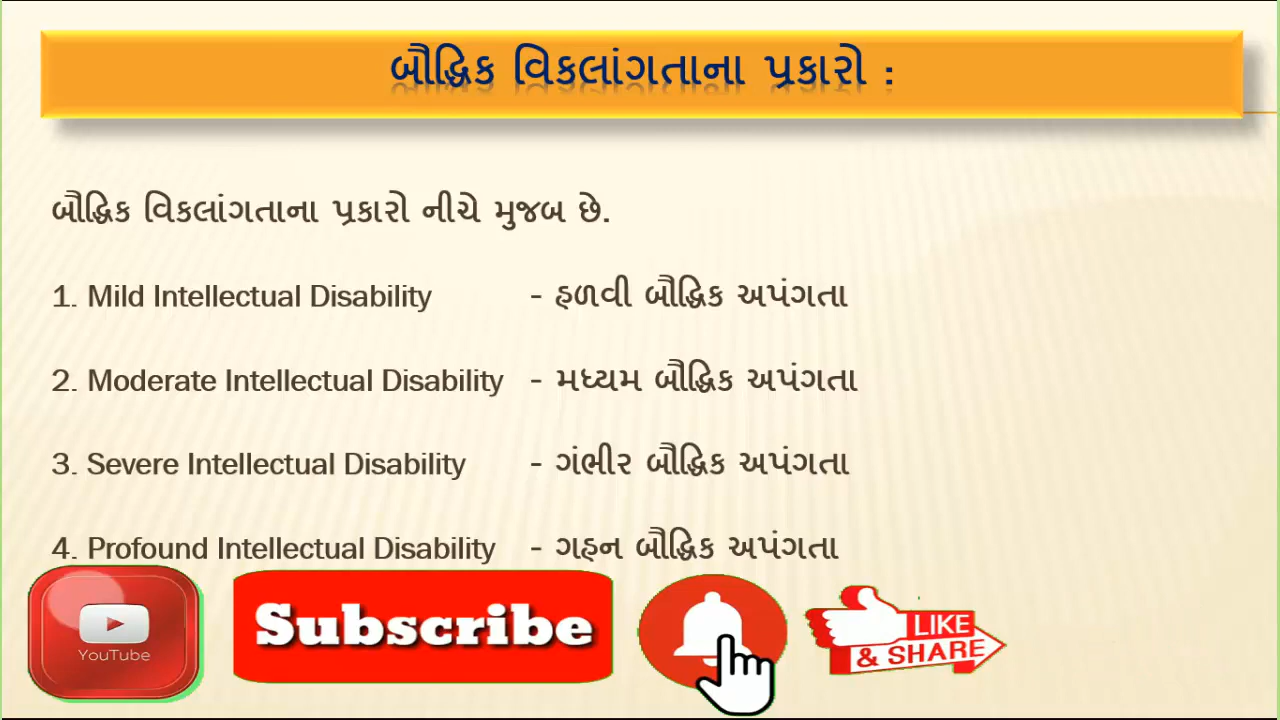 બૌદ્ધિક વિકલાંગતાના પ્રકારો :
બૌદ્ધિક વિકલાંગતાના પ્રકારો નીચે મુજબ છે.
1. Mild Intellectual Disability - હળવી બૌદ્ધિક અપંગતા
2. Moderate Intellectual Disability - મધ્યમ બૌદ્ધિક અપંગતા
3. Severe Intellectual Disability - ગંભીર બૌદ્ધિક અપંગતા
4. Profound Intellectual Disability - ગહન બૌદ્ધિક અપંગતા
YouTube
Subscribe
LIKE
& SHARE